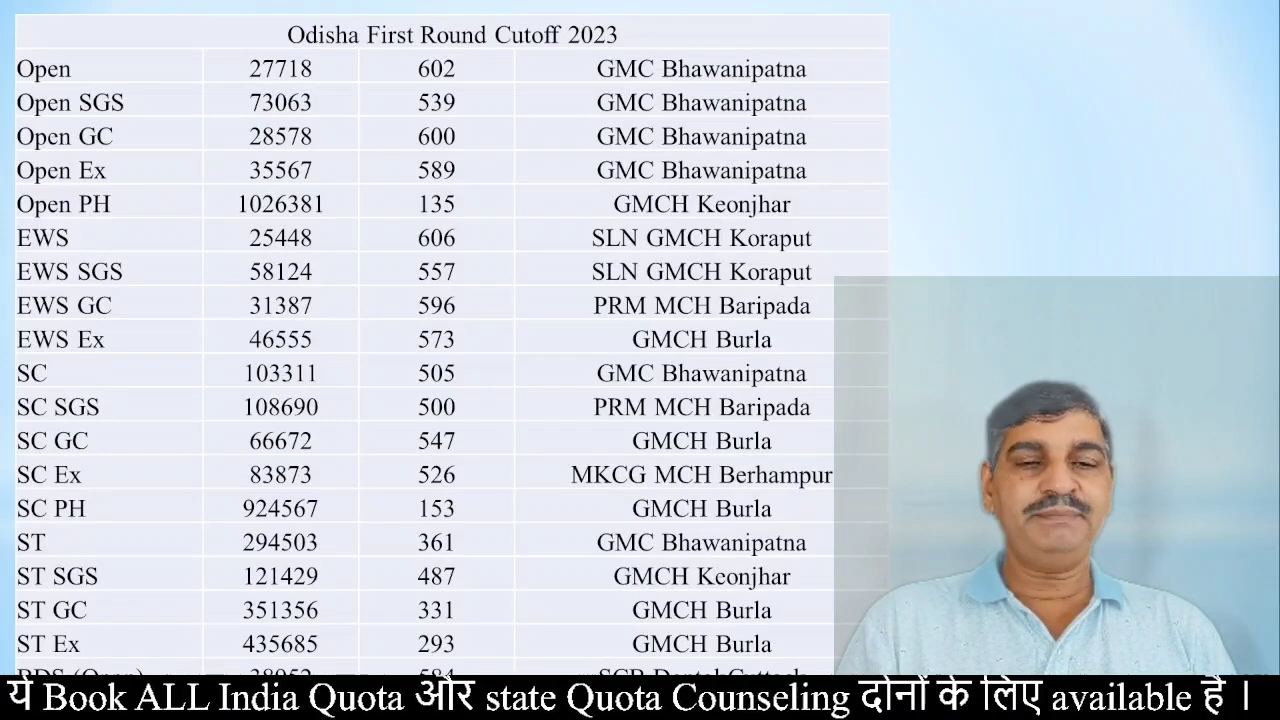 Odisha First Round Cutoff 2023
Open 27718 602 GMC Bhawanipatna
Open SGS 73063 539 GMC Bhawanipatna
Open GC 28578 600 GMC Bhawanipatna
Open Ex 35567 589 GMC Bhawanipatna
Open PH 1026381 135 GMCH Keonjhar
EWS 25448 606 SLN GMCH Koraput
EWS SGS 58124 557 SLN GMCH Koraput
EWS GC 31387 596 PRM MCH Baripada
EWS Ex 46555 573 GMCH Burla
SC 103311 505 GMC Bhawanipatna
SC SGS 108690 500 PRM MCH Baripada
SC GC 66672 547 GMCH Burla
SC Ex 83873 526 MKCG MCH Berhampur
SC PH 924567 153 GMCH Burla
ST 294503 361 GMC Bhawanipatna
ST SGS 121429 487 GMCH Keonjhar
ST GC 351356 331 GMCH Burla
ST Ex 435685 293 GMCH Burla
ये Book ALL India Quota ओर state Quota Counseling दोनों के लिए available है ।